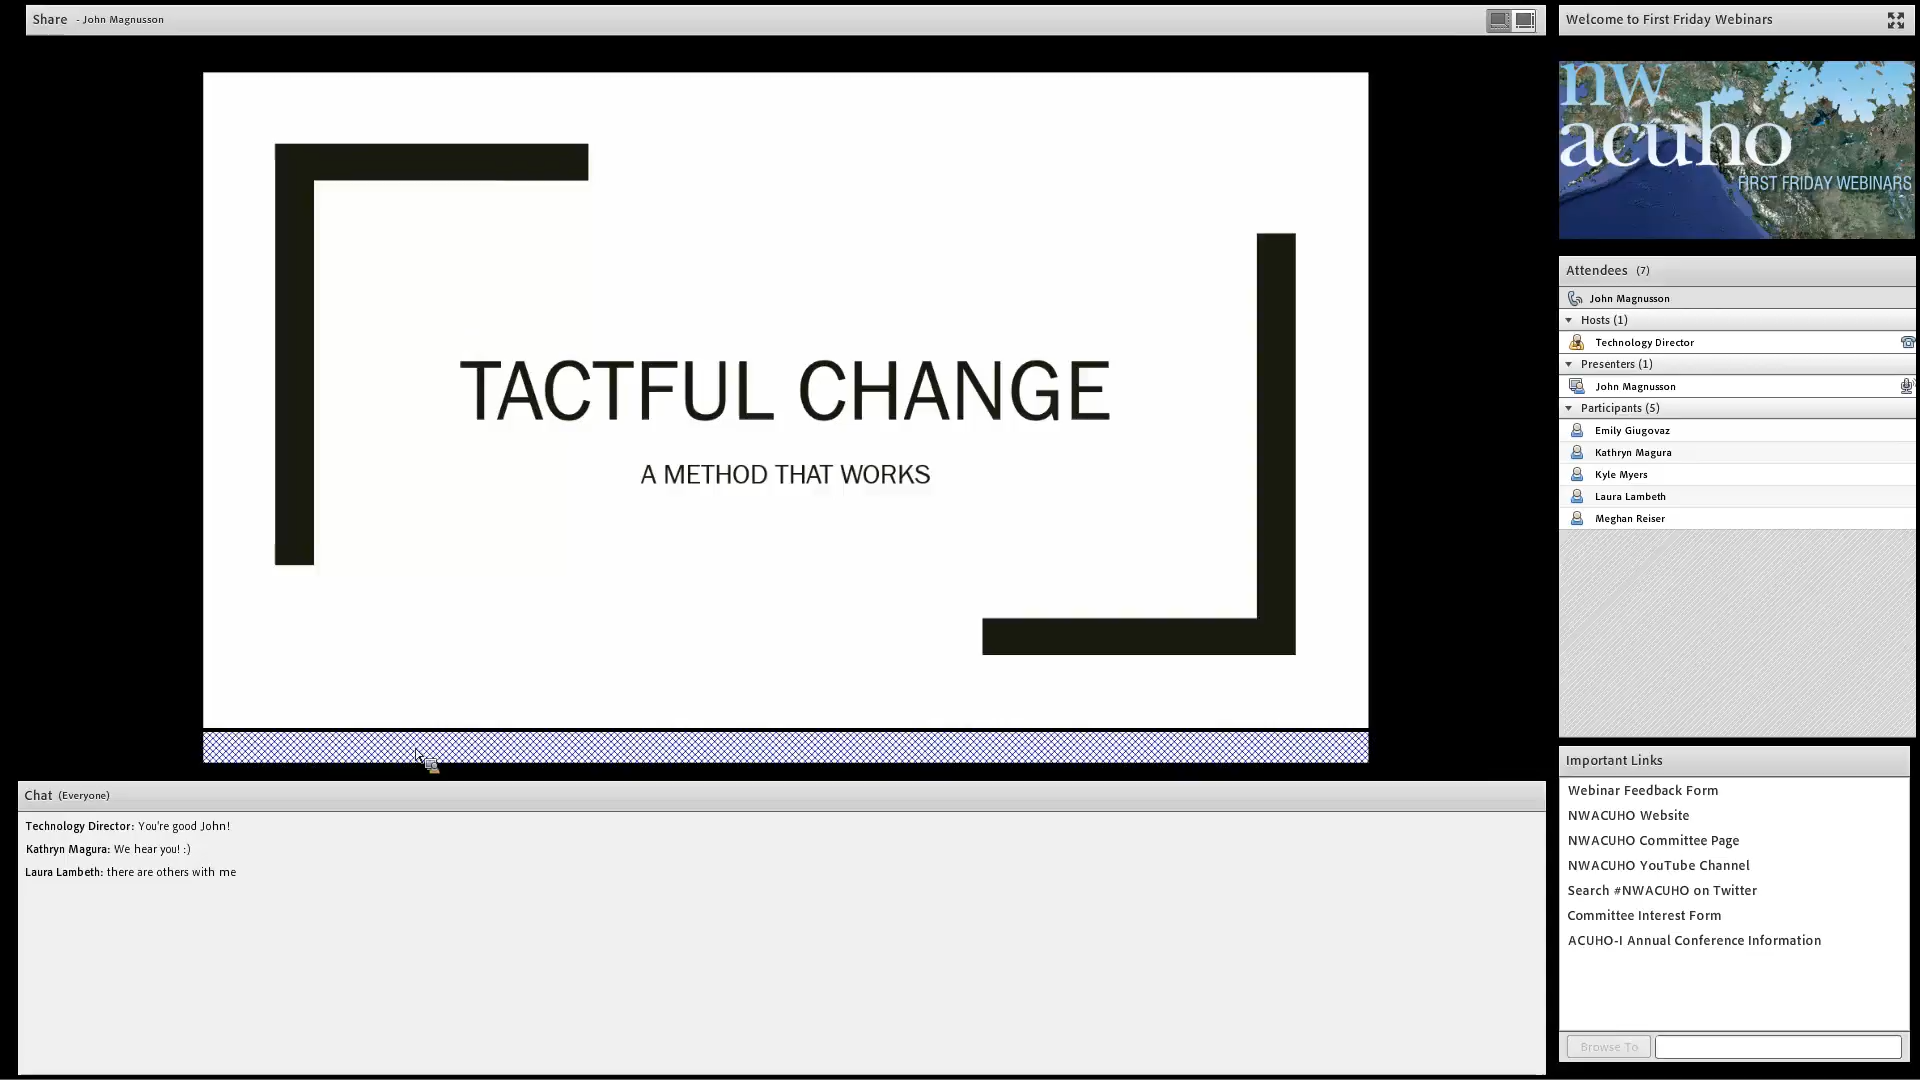 Share - John Magnusson
Welcome to First Friday Webinars
nw
acuho
FIRST FRIDAY WEBINARS
TACTFUL CHANGE
A METHOD THAT WORKS
Attendees (7)
John Magnusson
Hosts (1)
Technology Director
Presenters (1)
John Magnusson
Participants (5)
Emily Giugovaz
Kathryn Magura
Kyle Myers
Laura Lambeth
Meghan Reiser
Chat (Everyone)
Technology Director: You're good John!
Kathryn Magura: We hear you! :)
Laura Lambeth: there are others with me
Important Links
Webinar Feedback Form
NWACUHO Website
NWACUHO Committee Page
NWACUHO YouTube Channel
Search #NWACUHO on Twitter
Committee Interest Form
ACUHO-I Annual Conference Information
Browse To